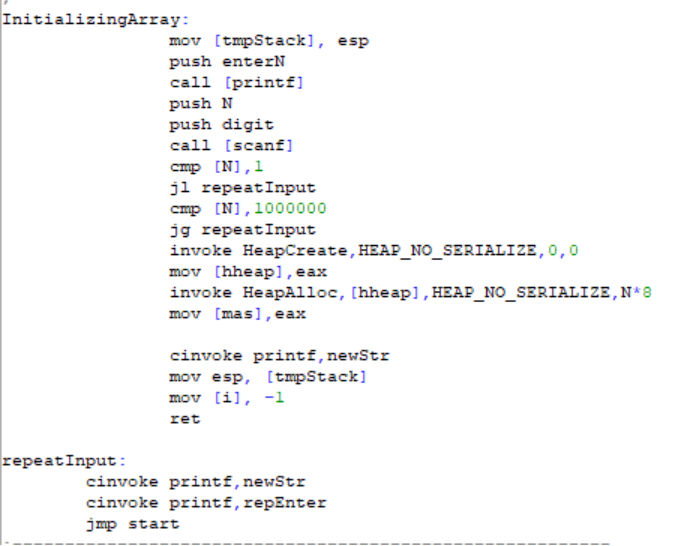 InitializingArray:
mov [tmpStack], esp
push enterN
call [printf]
push N
push digit
call [scanf]
cmp [N],1
jl repeatInput
cmp [N],1000000
jg repeatInput
invoke HeapCreate,HEAP_NO_SERIALIZE,0,0
mov [hheap],eax
invoke HeapAlloc,[hheap],HEAP_NO_SERIALIZE,N*8
mov [mas],eax
cinvoke printf,newStr
mov esp, [tmpStack]
mov [i], -1
ret
repeatInput:
cinvoke printf,newStr
cinvoke printf,repEnter
jmp start
;----------------------------------------------------------